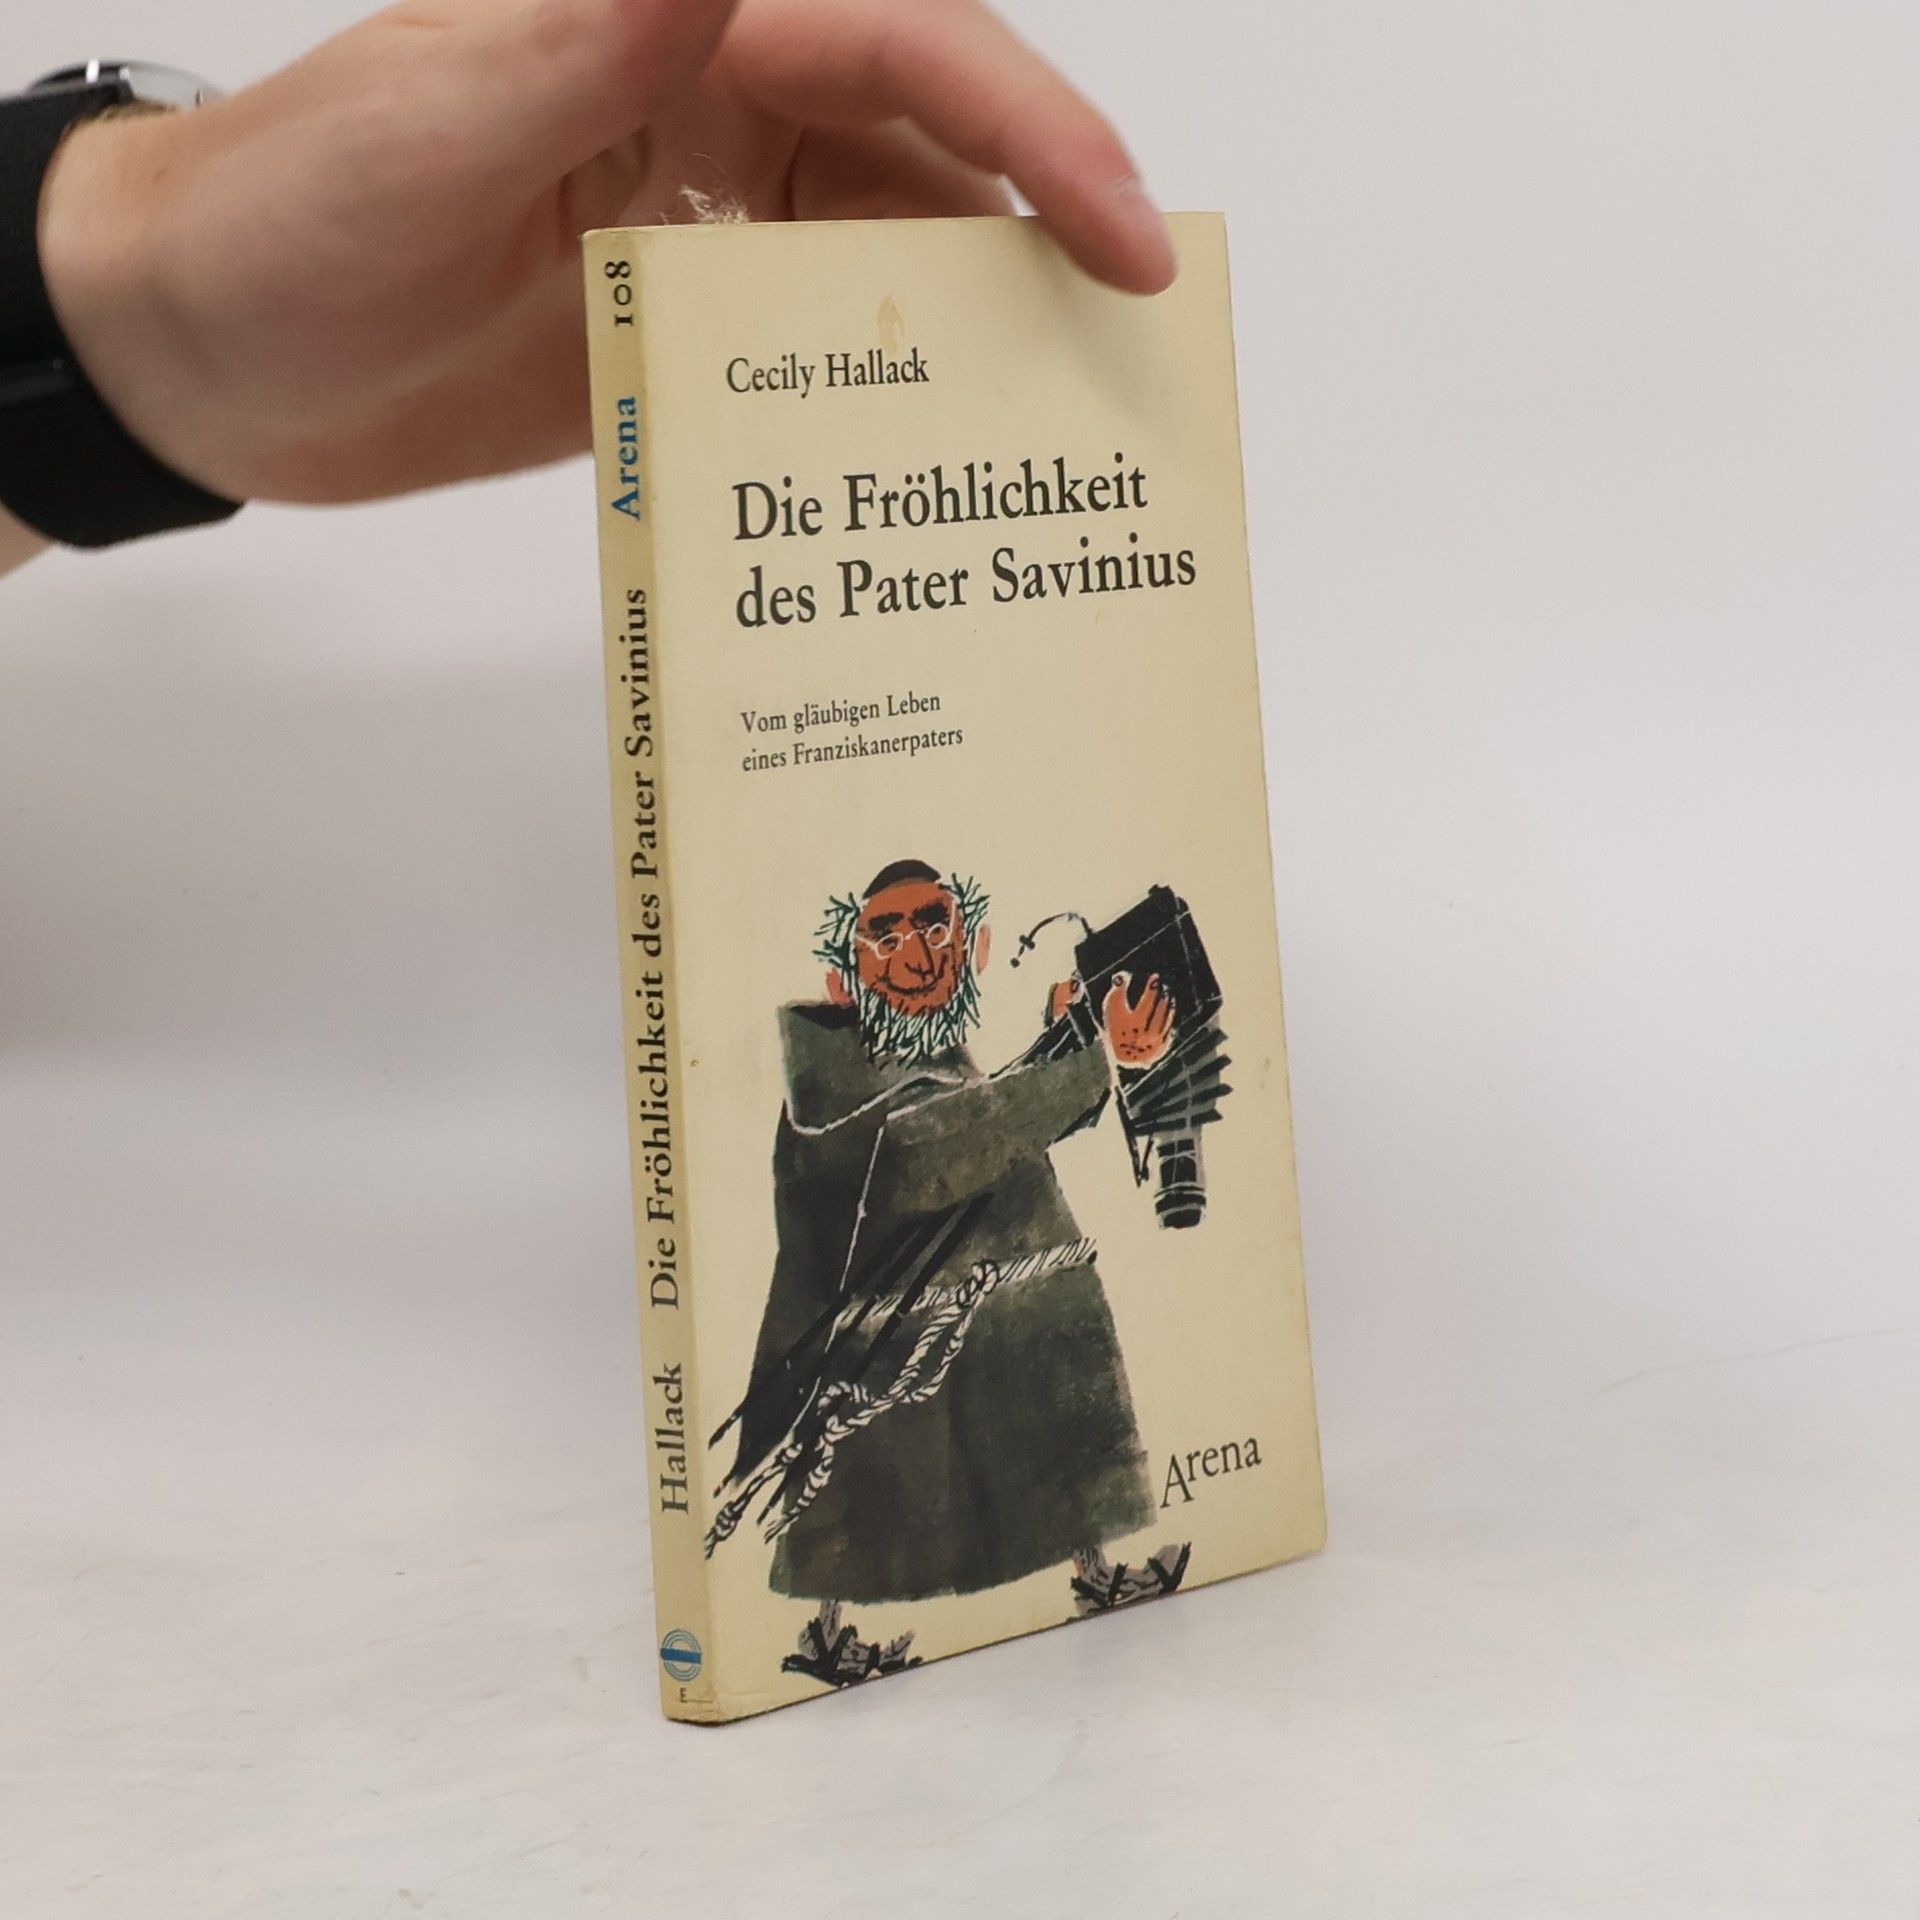 Cecily Hallack
Die Fröhlichkeit
des Pater Savinius
Vom gläubigen Leben
eines Franziskanerpaters
Arena
Hallack Die Fröhlichkeit des Pater Savinius Arena 108
E